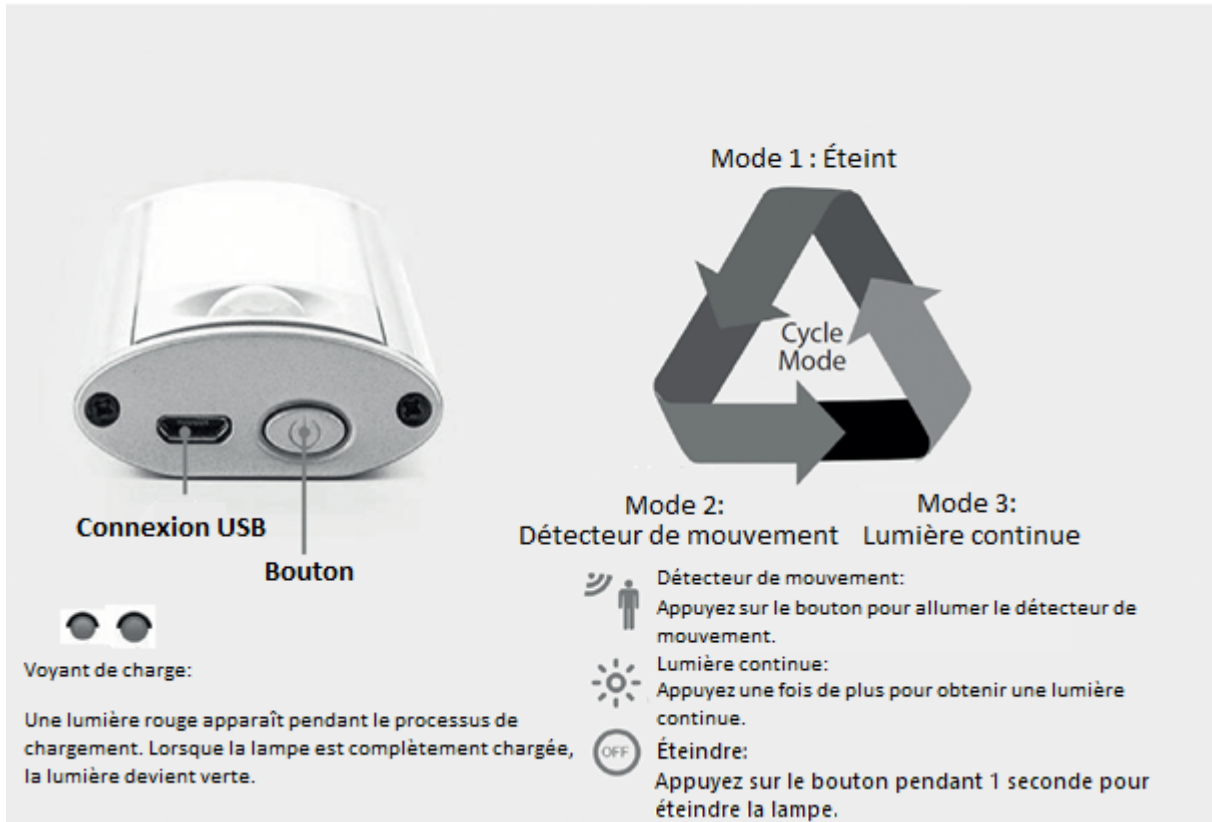 Mode 1 : Éteint
Cycle
Mode
Connexion USB
Bouton
Mode 2:
Détecteur de mouvement
Mode 3:
Lumière continue
Voyant de charge:
Une lumière rouge apparaît pendant le processus de
chargement. Lorsque la lampe est complètement chargée,
la lumière devient verte.
Détecteur de mouvement:
Appuyez sur le bouton pour allumer le détecteur de
mouvement.
Lumière continue:
Appuyez une fois de plus pour obtenir une lumière
continue.
OFF
Éteindre:
Appuyez sur le bouton pendant 1 seconde pour
éteindre la lampe.